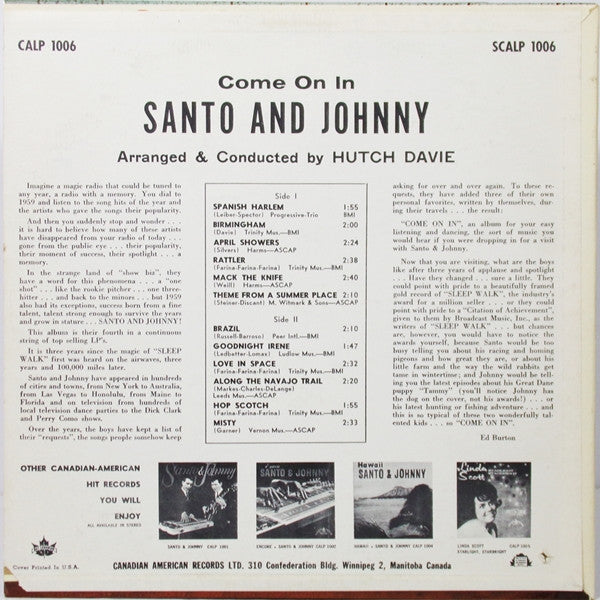 CALP 1006
SCALP 1006
Come On In
SANTO AND JOHNNY
Arranged & Conducted by HUTCH DAVIE
Imagine a magic radio that could be tuned to
any year, a radio with a memory. You dial to
1959 and listen to the song hits of the year and
the artists who gave the songs their popularity.
And then you suddenly stop and wonder . . .
it is hard to believe how many of these artists
have disappeared from your radio of today . . .
gone from the public eye . . . their popularity,
their moment of success, their spotlight . . . a
memory.
In the strange land of "show biz", they
have a word for this phenomena . . . a "one
shot" . . . like the rookie pitcher . . . one the
hitter . . . and back to the minors . . . but 1959
also had its exceptions, success born from a fine
talent, talent strong enough to survive the years
and grow in stature . . . SANTO AND JOHNNY!
This album is their fourth in a continuous
string of top selling LP's.
It is three years since the magic of "SLEEP
WALK" first was heard on the airwaves, three
years and 100,000 miles later.
Santo and Johnny have appeared in hundreds
of cities and towns, from New York to Australia,
from Las Vegas to Honolulu, from Maine to
Florida and on television from hundreds of
local television dance parties to the Dick Clark
and Perry Como shows.
Over the years, the boys have kept a list of
their "requests", the songs people somehow keep
Side I
SPANISH HARLEM 1:55
(Leiber-Spector) Progressive-Trio BMI
BIRMINGHAM 2:00
(Davie) Trinity Mus.—BMI
APRIL SHOWERS 2:24
(Silvers) Harms—ASCAP
RATTLER 2:38
(Farina-Farina-Farina) Trinity Mus.—BMI
MACK THE KNIFE 2:40
(Weill) Harms—ASCAP
THEME FROM A SUMMER PLACE 2:10
(Steiner-Discant) M. Witmark & Sons—ASCAP
Side II
BRAZIL 2:10
(Russell-Barroso) Peer Intl.—BMI
GOODNIGHT IRENE 1:47
(Ledbetter-Lomax) Ludlow Mus.—BMI
LOVE IN SPACE 2:32
(Farina-Farina-Farina) Trinity Mus.—BMI
ALONG THE NAVAJO TRAIL 2:20
(Markes-Charles-DeLange)
Leeds Mus.—ASCAP
HOP SCOTCH 1:55
(Farina-Farina-Farina) Trinity Mus.—BMI
MISTY 2:33
(Garner) Vernon Mus.—ASCAP
asking for over and over again. To these re-
quests, they have added three of their own
personal favorites, written by themselves, dur-
ing their travels . . . the result:
"COME ON IN", an album for your easy
listening and dancing, the sort of music you
would hear if you were dropping in for a visit
with Santo & Johnny.
Now that you are visiting, what are the boys
like after three years of applause and spotlight
. . . Have they changed . . . sure a little. They
could point with pride to a beautifully framed
gold record of "SLEEP WALK", the industry's
award for a million seller . . . or they could
point with pride to a "Citation of Achievement",
given to them by Broadcast Music, Inc., as the
writers of "SLEEP WALK" . . . but chances
are, however, you would have to notice the
awards yourself, because Santo would be too
busy telling you about his racing and homing
pigeons and how great they are, or about his
little farm and the way the wild rabbits get
tame in wintertime; and Johnny would be tell-
ing you the latest episodes about his Great Dane
puppy "Tammy" (you'll notice Johnny has
the dog on the cover, not his awards!) . . . or
his latest hunting or fishing adventure . . . and
this is so typical of these two wonderfully tal-
ented kids . . . so "COME ON IN".
Ed Burton
OTHER CANADIAN-AMERICAN
HIT RECORDS
YOU WILL
ENJOY
ALL AVAILABLE IN STEREO
Santo & Johnny
SANTO & JOHNNY CALP 1001
SANTO & JOHNNY
ENCORE - SANTO & JOHNNY CALP 1002
Hawaii
SANTO & JOHNNY
HAWAII - SANTO & JOHNNY CALP 1004
Linda
Scott
LINDA SCOTT CALP 1005
STARLIGHT, STARBRIGHT
Cover Printed In U.S.A.
CANADIAN AMERICAN RECORDS LTD. 310 Confederation Bldg. Winnipeg 2, Manitoba Canada